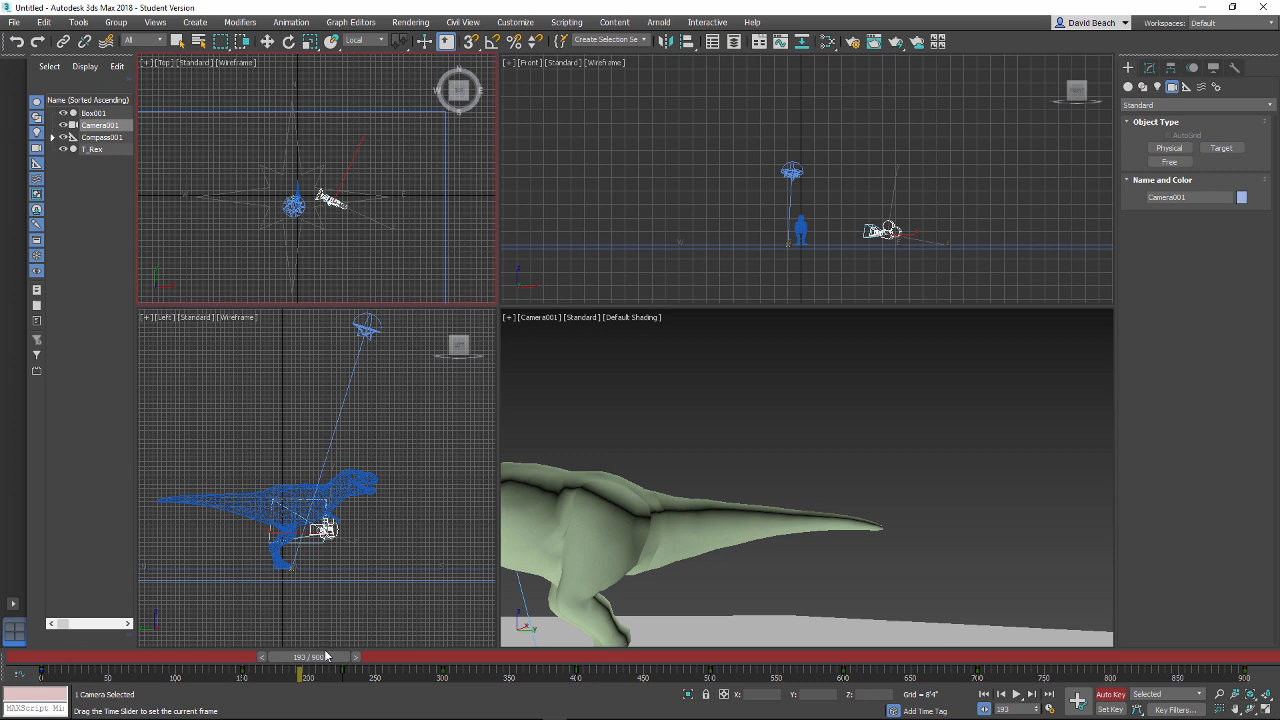 Untitled - Autodesk 3ds Max 2018 - Student Version
File Edit Tools Group Views Create Modifiers Animation Graph Editors Rendering Civil View Customize Scripting Content Arnold Interactive Help
David Beach Workspaces: Default
All Local Create Selection Se
Select Display Edit
Name (Sorted Ascending)
Box001
Camera001
Compass001
T_Rex
[+] [Top] [Standard] [Wireframe]
N
W E
[+] [Front] [Standard] [Wireframe]
[+] [Left] [Standard] [Wireframe]
[+] [Camera001] [Standard] [Default Shading]
Standard
Object Type
AutoGrid
Physical Target
Free
Name and Color
Camera001
< 193 / 900 >
0 50 100 150 200 250 300 350 400 450 500 550 600 650 700 750 800 850 900
1 Camera Selected X: Y: Z: Grid = 8'4" Auto Key Selected
MAXScript Mi Drag the Time Slider to set the current frame Add Time Tag 193 Set Key Key Filters...